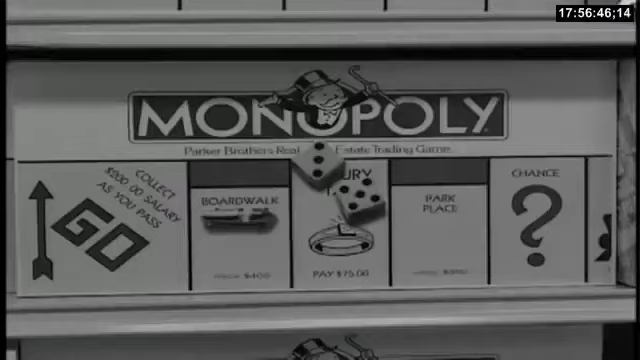 17:56:46;14
MONOPOLY
Parker Brothers Real Estate Trading Game
COLLECT
$200.00 SALARY
AS YOU PASS
GO
BOARDWALK
$400
PAY $75.00
PARK
PLACE
CHANCE
?